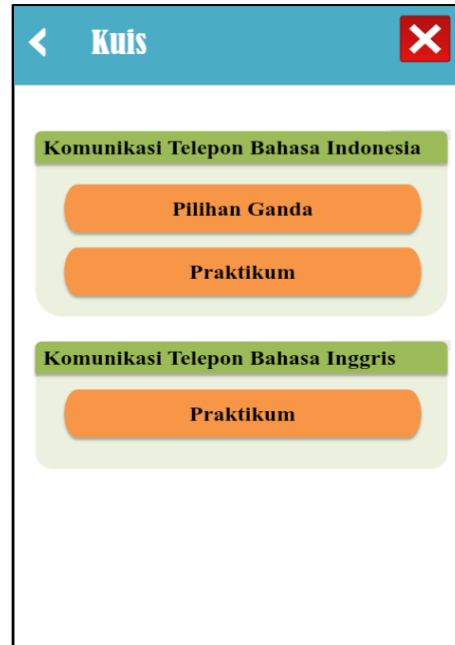 Kuis
Komunikasi Telepon Bahasa Indonesia
Pilihan Ganda
Praktikum
Komunikasi Telepon Bahasa Inggris
Praktikum